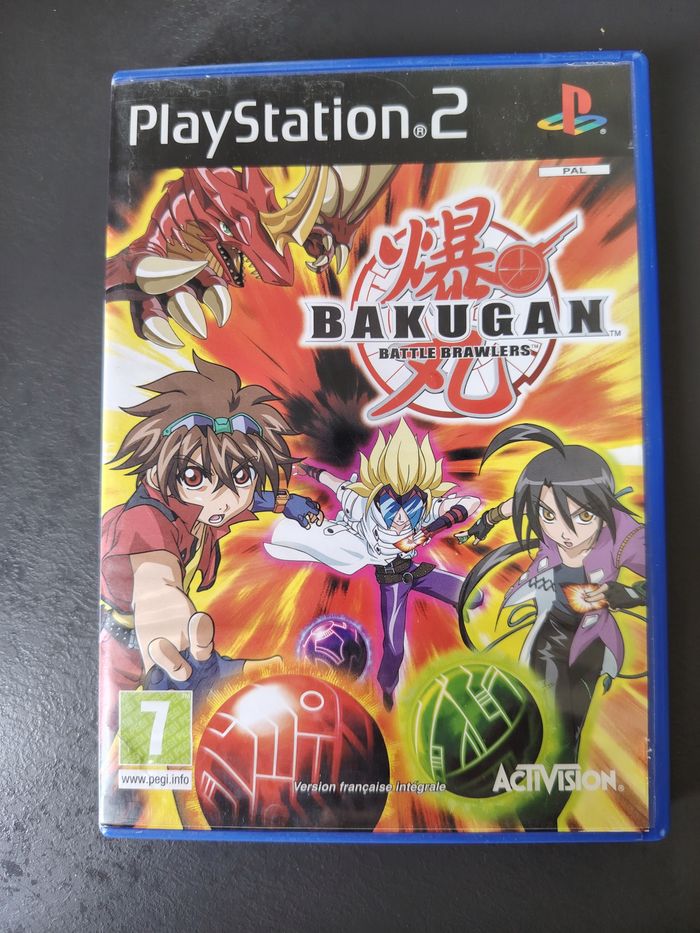 PlayStation®2
PAL
爆
BAKUGAN™
BATTLE BRAWLERS™
丸
7
www.pegi.info
Version française intégrale
ACTIVISION®